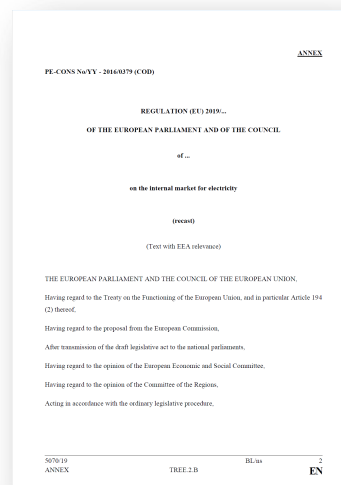 ANNEX
PE-CONS No/YY - 2016/0379 (COD)
REGULATION (EU) 2019/...
OF THE EUROPEAN PARLIAMENT AND OF THE COUNCIL
of ...
on the internal market for electricity
(recast)
(Text with EEA relevance)
THE EUROPEAN PARLIAMENT AND THE COUNCIL OF THE EUROPEAN UNION,
Having regard to the Treaty on the Functioning of the European Union, and in particular Article 194
(2) thereof,
Having regard to the proposal from the European Commission,
After transmission of the draft legislative act to the national parliaments,
Having regard to the opinion of the European Economic and Social Committee,
Having regard to the opinion of the Committee of the Regions,
Acting in accordance with the ordinary legislative procedure,
5070/19 BL/ns 2
ANNEX TREE.2.B EN